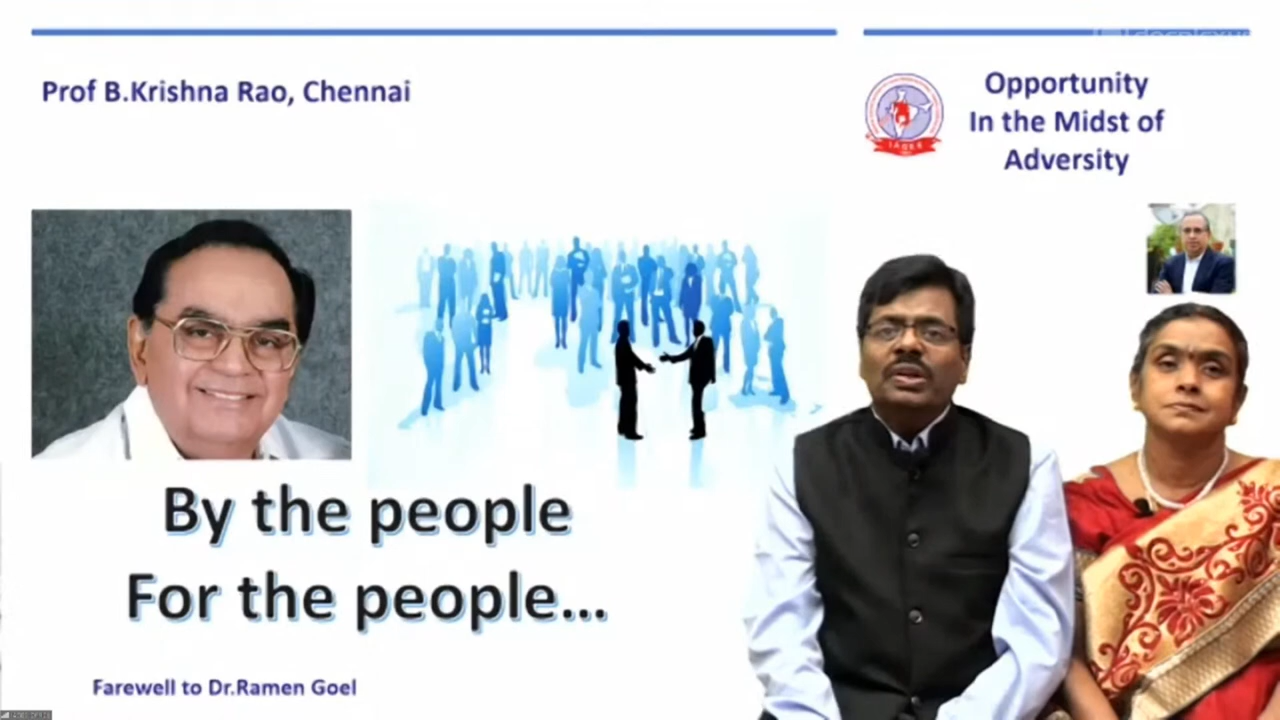 Prof B.Krishna Rao, Chennai
Opportunity
In the Midst of
Adversity
By the people
For the people...
Farewell to Dr.Ramen Goel